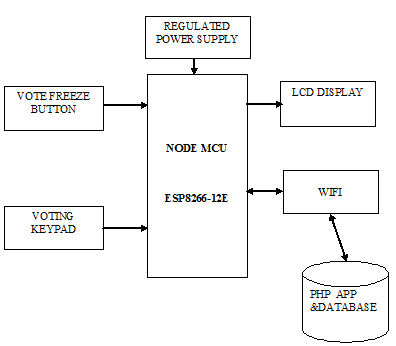 REGULATED
POWER SUPPLY
VOTE FREEZE
BUTTON
LCD DISPLAY
NODE MCU
ESP8266-12E
WIFI
VOTING
KEYPAD
PHP APP
&DATABASE